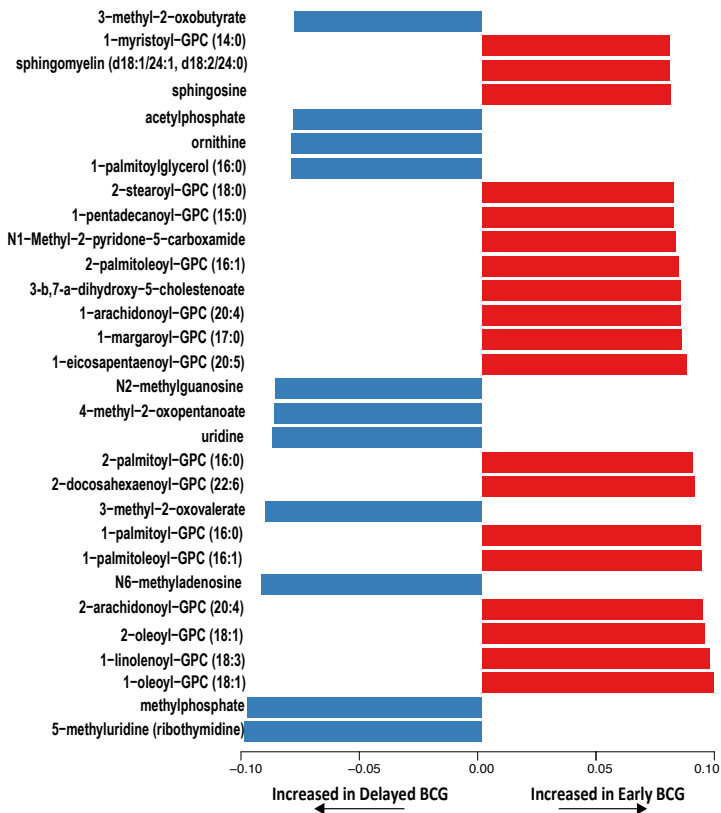 3−methyl−2−oxobutyrate
1−myristoyl−GPC (14:0)
sphingomyelin (d18:1/24:1, d18:2/24:0)
sphingosine
acetylphosphate
ornithine
1−palmitoylglycerol (16:0)
2−stearoyl−GPC (18:0)
1−pentadecanoyl−GPC (15:0)
N1−Methyl−2−pyridone−5−carboxamide
2−palmitoleoyl−GPC (16:1)
3-b,7-a−dihydroxy−5−cholestenoate
1−arachidonoyl−GPC (20:4)
1−margaroyl−GPC (17:0)
1−eicosapentaenoyl−GPC (20:5)
N2−methylguanosine
4−methyl−2−oxopentanoate
uridine
2−palmitoyl−GPC (16:0)
2−docosahexaenoyl−GPC (22:6)
3−methyl−2−oxovalerate
1−palmitoyl−GPC (16:0)
1−palmitoleoyl−GPC (16:1)
N6−methyladenosine
2−arachidonoyl−GPC (20:4)
2−oleoyl−GPC (18:1)
1−linolenoyl−GPC (18:3)
1−oleoyl−GPC (18:1)
methylphosphate
5−methyluridine (ribothymidine)
−0.10 −0.05 0.00 0.05 0.10
Increased in Delayed BCG Increased in Early BCG